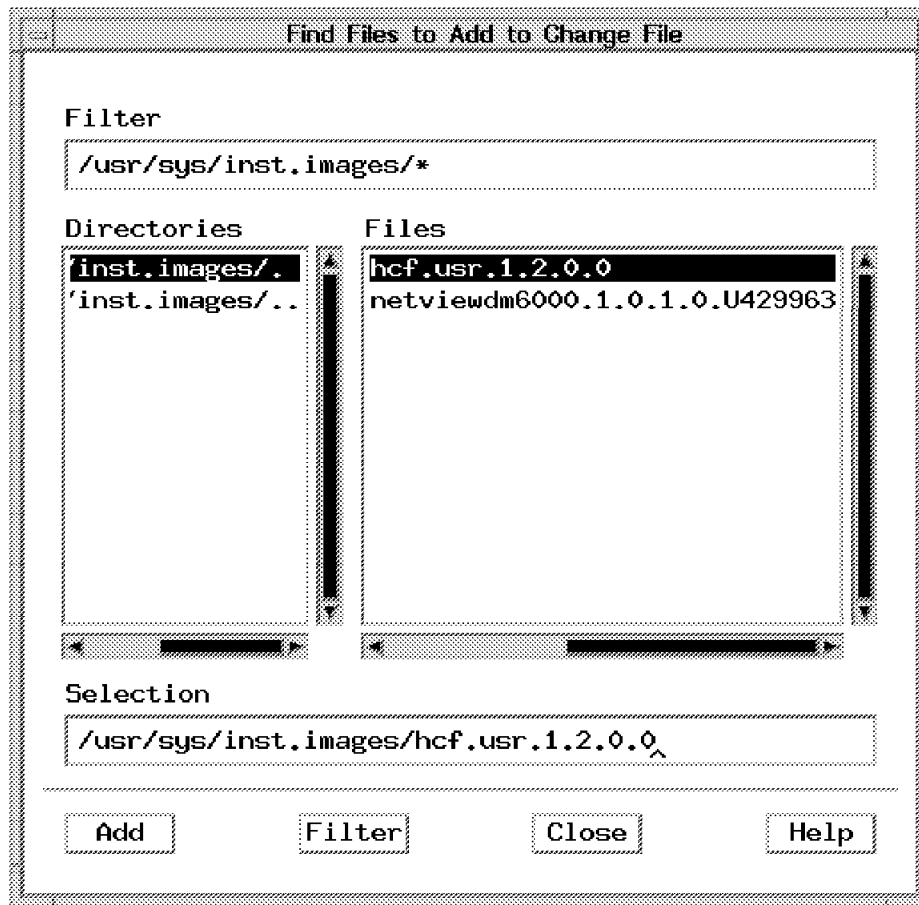 Find Files to Add to Change File
Filter
/usr/sys/inst.images/*
Directories
Files
/inst.images/.
/inst.images/..
hcf.usr.1.2.0.0
netviewdm6000.1.0.1.0.U429963
Selection
/usr/sys/inst.images/hcf.usr.1.2.0.0
Add
Filter
Close
Help